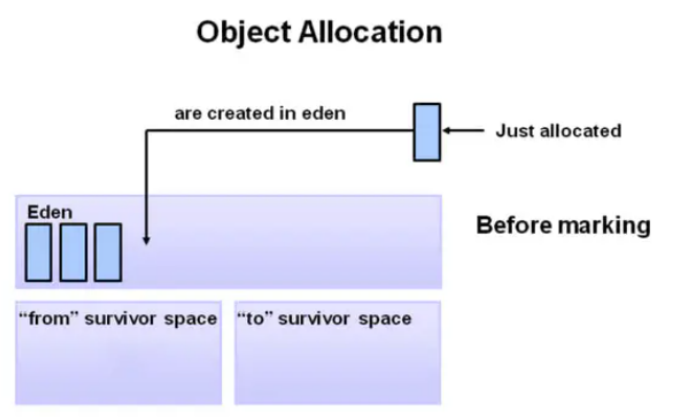 Object Allocation
are created in eden
Just allocated
Eden
Before marking
“from” survivor space
“to” survivor space